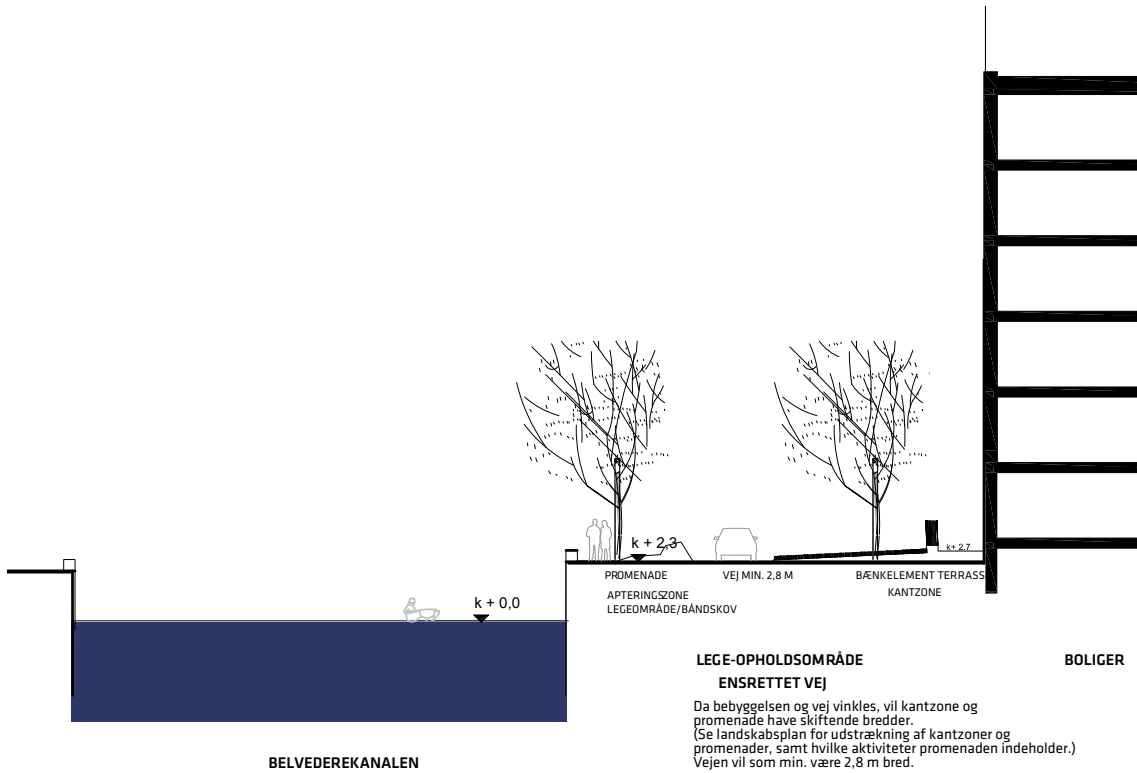 k + 2,3
k+ 2.7
PROMENADE
VEJ MIN. 2,8 M
BÆNKELEMENT TERRASS
KANTZONE
APTERINGSZONE
LEGEOMRÅDE/BÅNDSKOV
k + 0,0
LEGE-OPHOLDSOMRÅDE
BOLIGER
ENSRETTET VEJ
Da bebyggelsen og vej vinkles, vil kantzone og
promenade have skiftende bredder.
(Se landskabsplan for udstrækning af kantzoner og
promenader, samt hvilke aktiviteter promenaden indeholder.)
Vejen vil som min. være 2,8 m bred.
BELVEDEREKANALEN